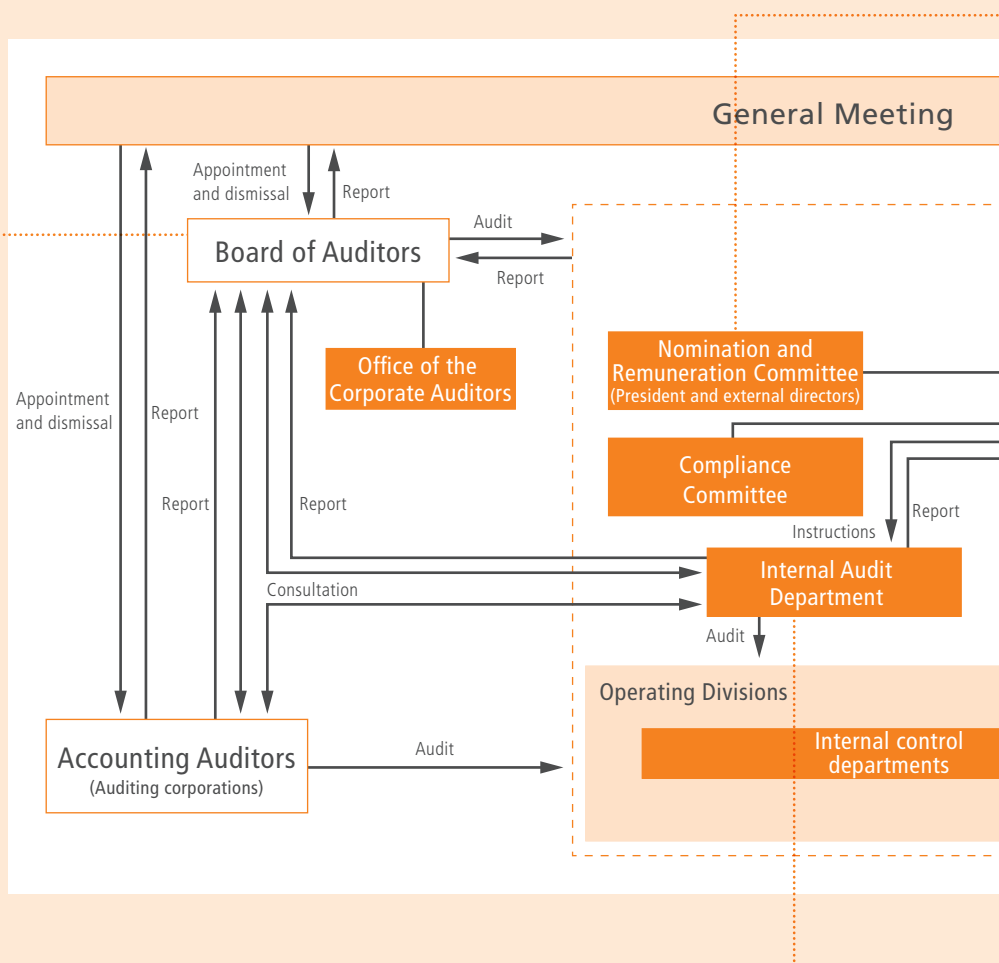 General Meeting
Appointment
and dismissal
Report
Board of Auditors
Audit
Report
Office of the
Corporate Auditors
Nomination and
Remuneration Committee
(President and external directors)
Appointment
and dismissal
Report
Compliance
Committee
Report
Report
Instructions
Report
Internal Audit
Department
Consultation
Audit
Operating Divisions
Internal control
departments
Accounting Auditors
(Auditing corporations)
Audit